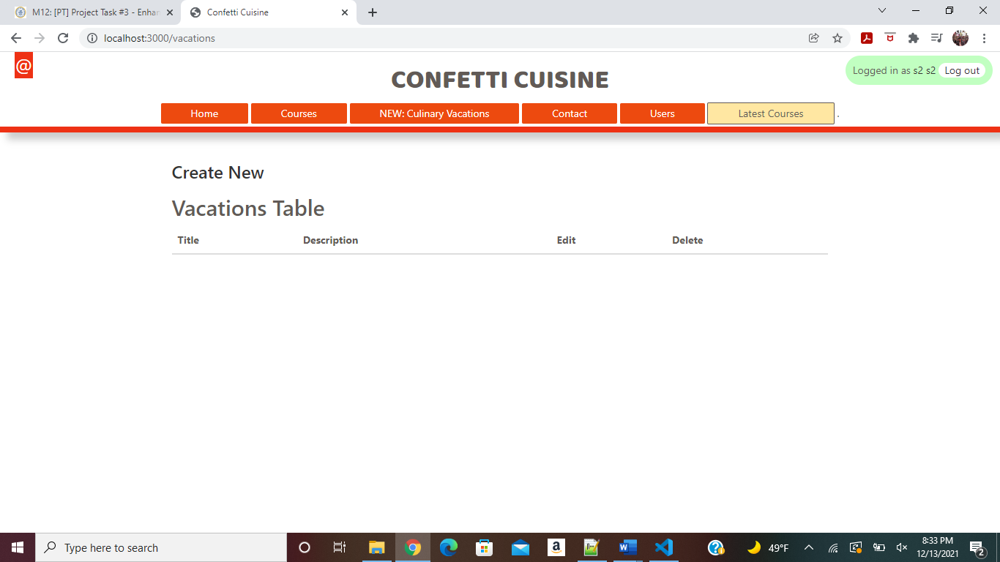 M12: [PT] Project Task #3 - Enhan
Confetti Cuisine
localhost:3000/vacations
@
CONFETTI CUISINE
Logged in as s2 s2 Log out
Home Courses NEW: Culinary Vacations Contact Users Latest Courses .
Create New
Vacations Table
Title Description Edit Delete
Type here to search
49°F
8:33 PM
12/13/2021
2